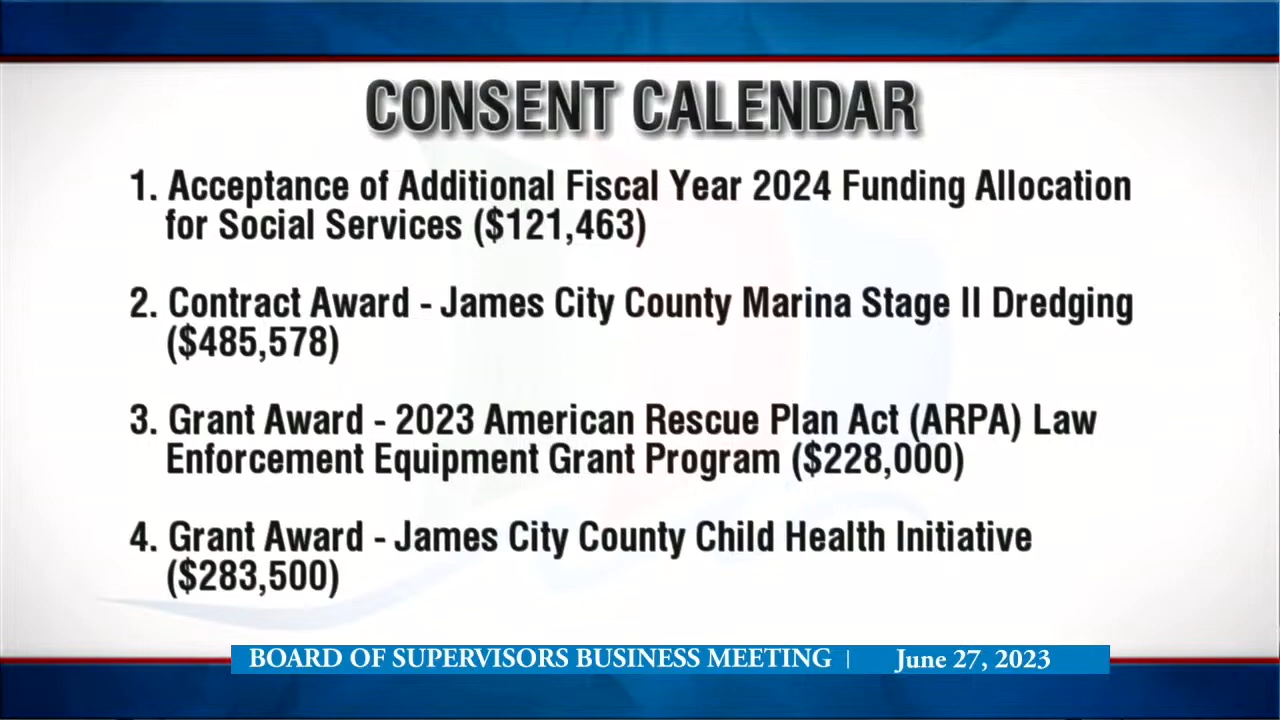 CONSENT CALENDAR
1. Acceptance of Additional Fiscal Year 2024 Funding Allocation
for Social Services ($121,463)
2. Contract Award - James City County Marina Stage II Dredging
($485,578)
3. Grant Award - 2023 American Rescue Plan Act (ARPA) Law
Enforcement Equipment Grant Program ($228,000)
4. Grant Award - James City County Child Health Initiative
($283,500)
BOARD OF SUPERVISORS BUSINESS MEETING | June 27, 2023